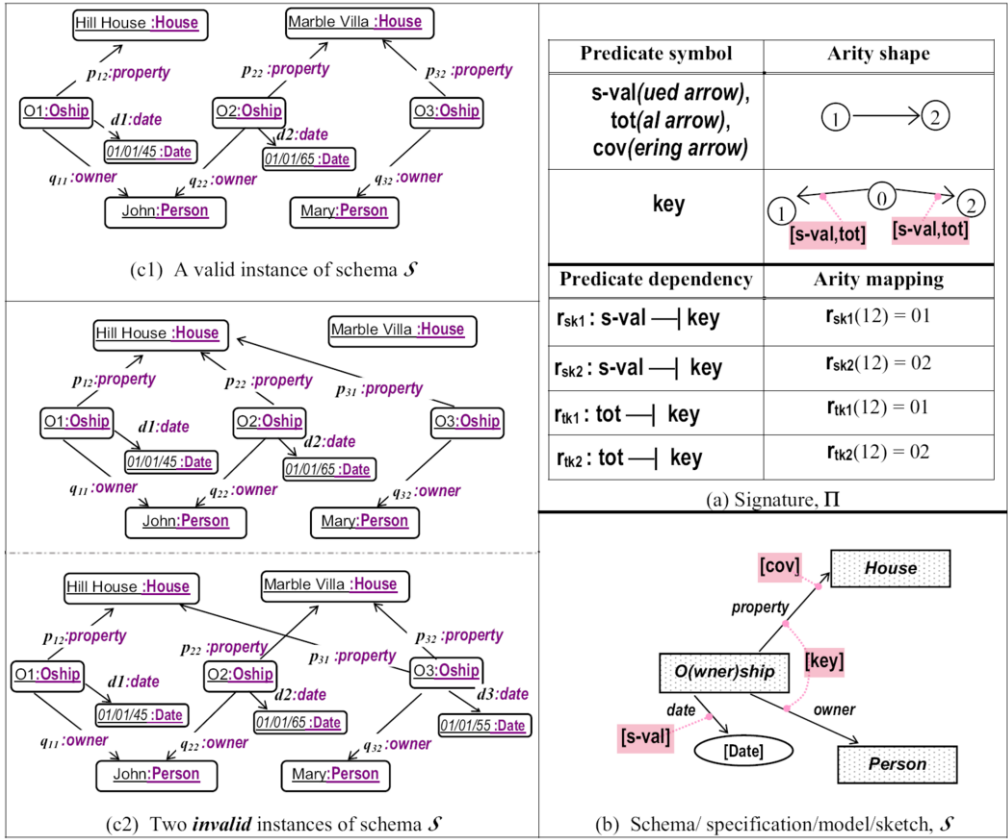 Hill House :House
Marble Villa :House
p12:property
p22:property
p32:property
O1:Oship
O2:Oship
O3:Oship
d1:date
d2:date
01/01/45 :Date
01/01/65 :Date
q11:owner
q22:owner
q32:owner
John:Person
Mary:Person
(c1) A valid instance of schema S
Hill House :House
Marble Villa :House
p12:property
p22:property
p31:property
O1:Oship
O2:Oship
O3:Oship
d1:date
d2:date
01/01/45 :Date
01/01/65 :Date
q11:owner
q22:owner
q32:owner
John:Person
Mary:Person
Hill House :House
Marble Villa :House
p12:property
p22:property
p31:property
p32:property
O1:Oship
O2:Oship
O3:Oship
d1:date
d2:date
d3:date
01/01/45 :Date
01/01/65 :Date
01/01/55 :Date
q11:owner
q22:owner
q32:owner
John:Person
Mary:Person
(c2) Two invalid instances of schema S
Predicate symbol
Arity shape
s-val(ued arrow),
tot(al arrow),
cov(ering arrow)
1 2
key
1 0 2
[s-val,tot] [s-val,tot]
Predicate dependency
Arity mapping
rsk1: s-val —| key
rsk1(12) = 01
rsk2: s-val —| key
rsk2(12) = 02
rtk1: tot —| key
rtk1(12) = 01
rtk2: tot —| key
rtk2(12) = 02
(a) Signature, Π
[cov]
House
property
[key]
O(wner)ship
date
owner
[s-val]
[Date]
Person
(b) Schema/ specification/model/sketch, S